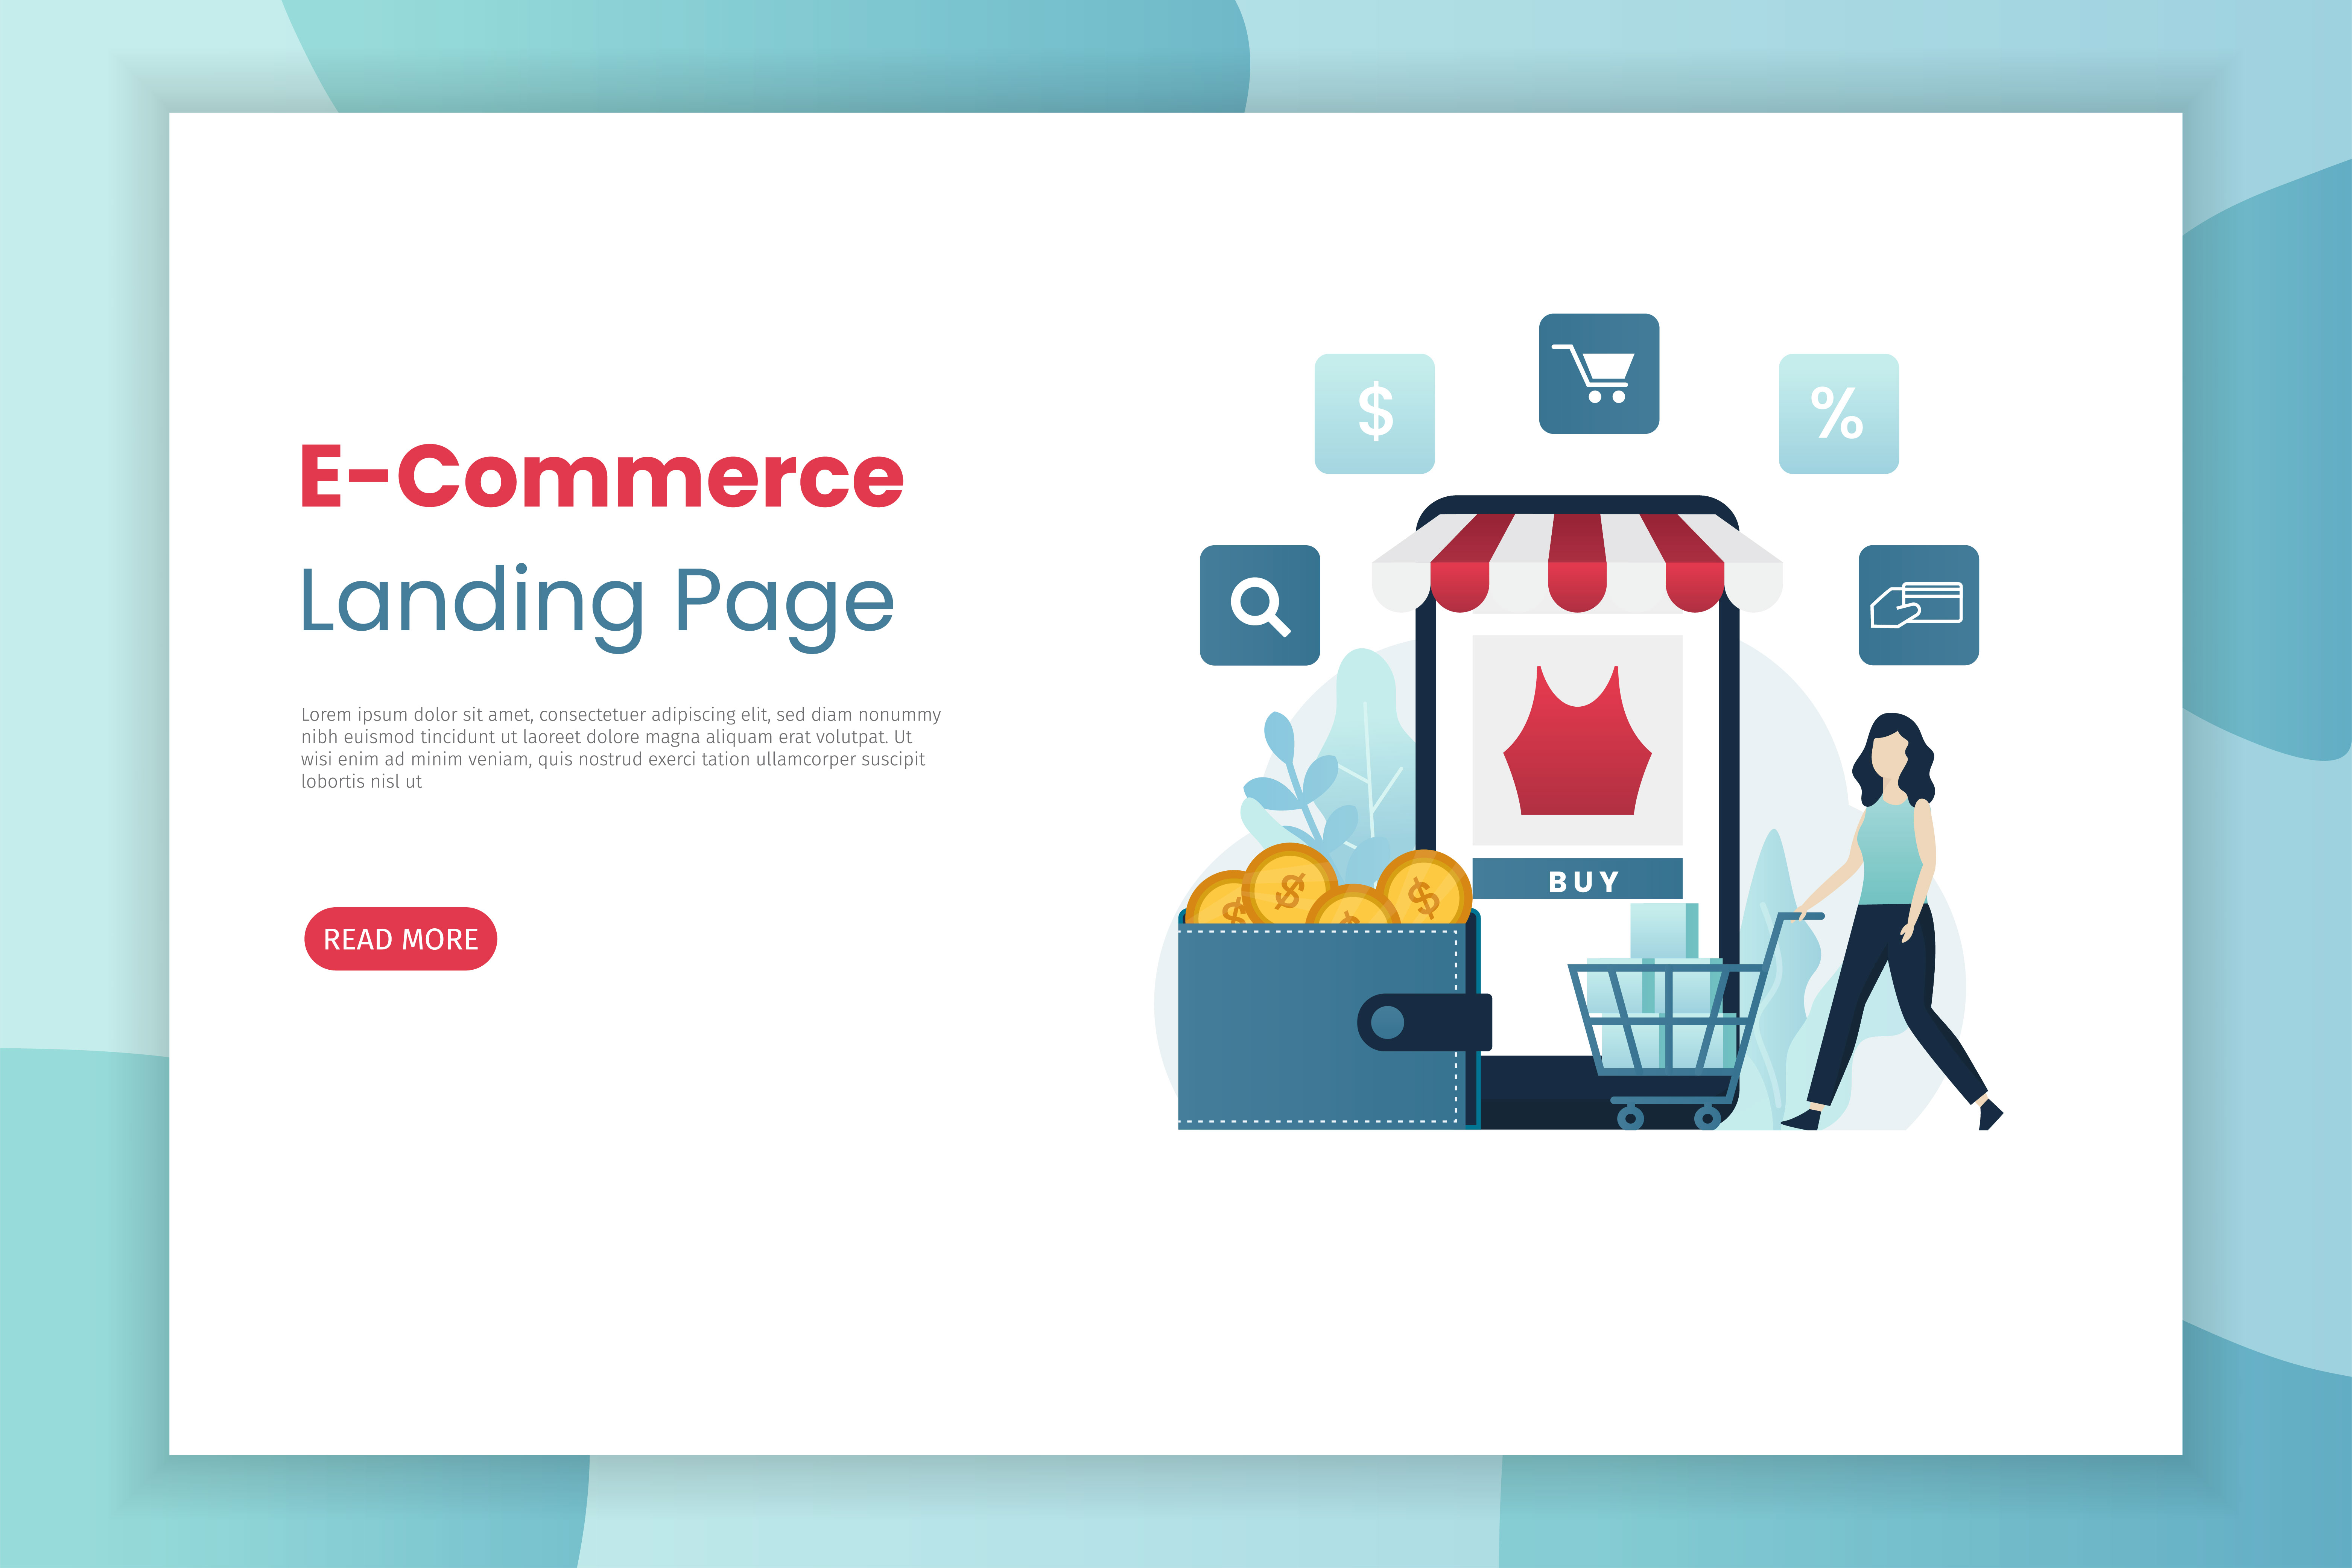 E-Commerce
Landing Page
Lorem ipsum dolor sit amet, consectetuer adipiscing elit, sed diam nonummy
nibh euismod tincidunt ut laoreet dolore magna aliquam erat volutpat. Ut
wisi enim ad minim veniam, quis nostrud exerci tation ullamcorper suscipit
lobortis nisl ut
READ MORE
$
%
BUY
$
$
$
$